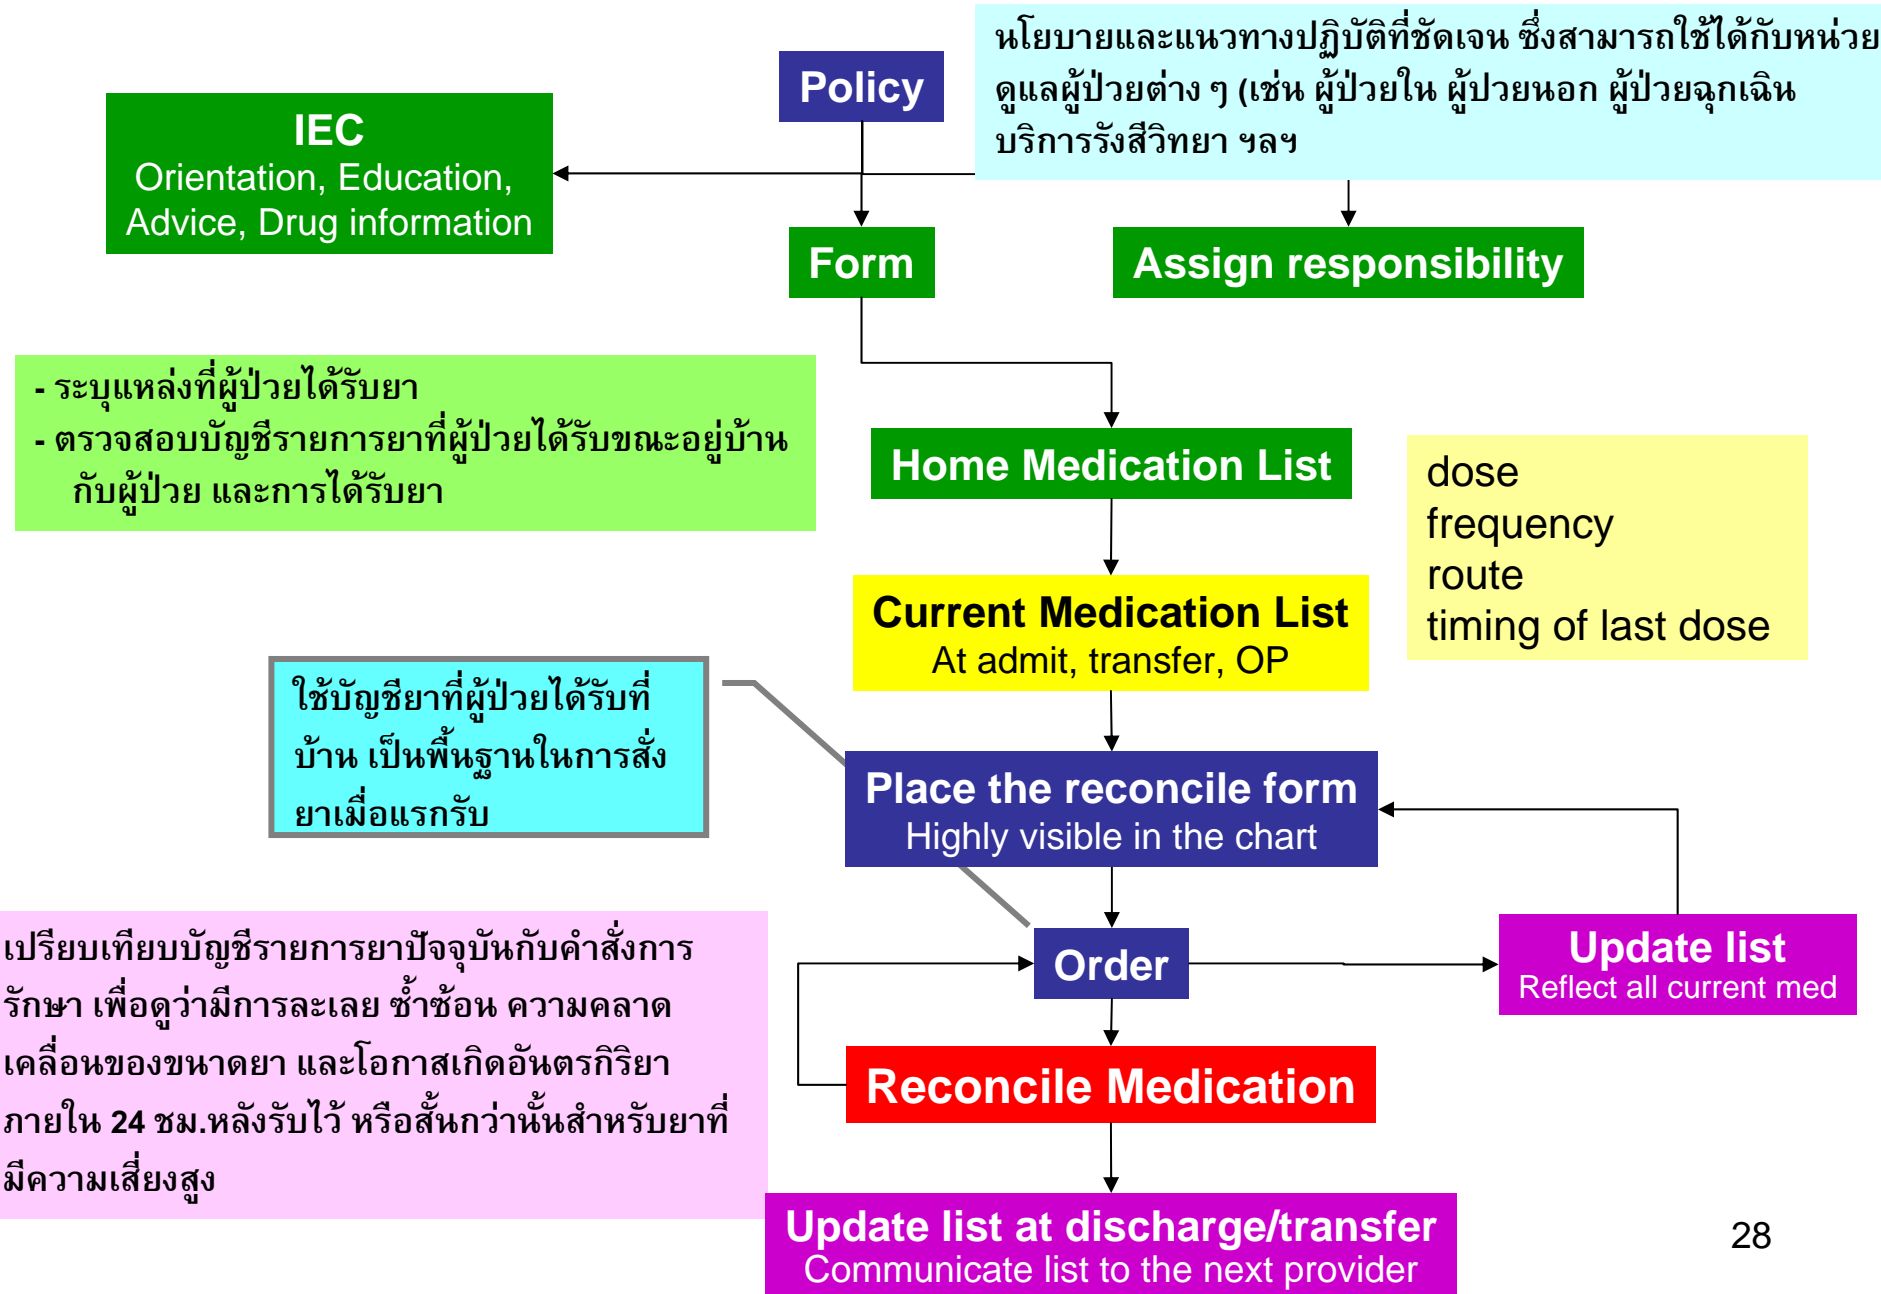 Policy
นโยบายและแนวทางปฏิบัติที่ชัดเจน ซึ่งสามารถใช้ได้กับหน่วย
ดูแลผู้ป่วยต่าง ๆ (เช่น ผู้ป่วยใน ผู้ปวยนอก ผู้ป่วยฉุกเฉิน
บริการรังสีวิทยา ฯลฯ
IEC
Orientation, Education,
Advice, Drug information
Form
Assign responsibility
- ระบุแหล่งที่ผู้ป่วยได้รับยา
- ตรวจสอบบัญชีรายการยาที่ผู้ป่วยได้รับขณะอยู่บ้าน
กับผู้ป่วย และการได้รับยา
Home Medication List
dose
frequency
route
timing of last dose
Current Medication List
At admit, transfer, OP
ใช้บัญชียาที่ผู้ป่วยได้รับที่
บ้าน เป็นพื้นฐานในการสั่ง
ยาเมื่อแรกรับ
Place the reconcile form
Highly visible in the chart
เปรียบเทียบบัญชีรายการยาปัจจุบันกับคำสั่งการ
รักษา เพื่อดูว่ามีการละเลย ซ้ำซ้อน ความคลาด
เคลื่อนของขนาดยา และโอกาสเกิดอันตรกิริยา
ภายใน 24 ชม.หลังรับไว้ หรือสั้นกว่านั้นสำหรับยาที่
มีความเสี่ยงสูง
Order
Update list
Reflect all current med
Reconcile Medication
Update list at discharge/transfer
Communicate list to the next provider
28